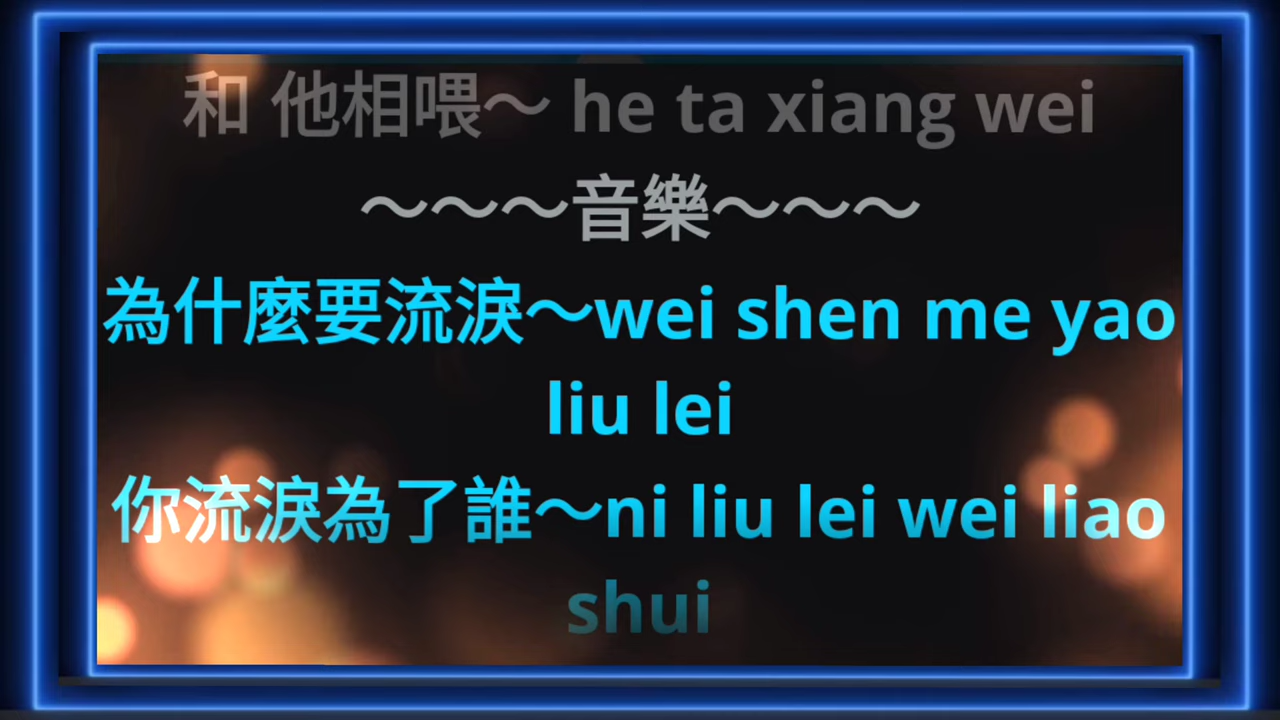 和 他相喂～ he ta xiang wei
～～～音樂～～～
為什麼要流淚～wei shen me yao
liu lei
你流淚為了誰～ni liu lei wei liao
shui